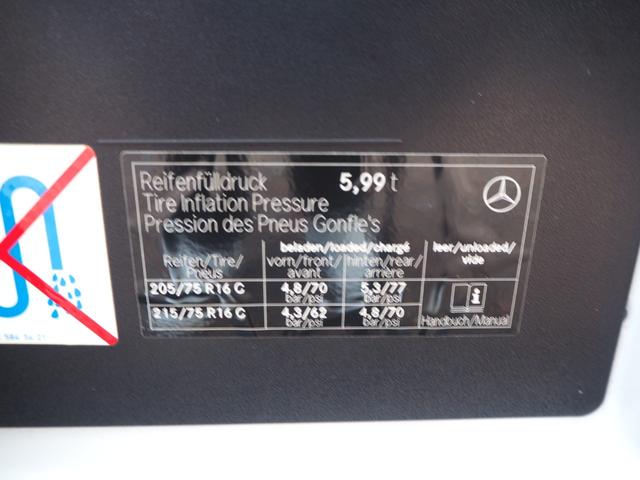 Reifenfülldruck 5,99 t
Tire Inflation Pressure
Pression des Pneus Gonfle's
beladen/loaded/chargé leer/unloaded/
Reifen/Tire/ vorn/front/ hinten/rear/ vide
Pneus avant arrière
205/75 R16 C 4,8/70 5,3/77
bar/psi bar/psi
215/75 R16 C 4,3/62 4,8/70
bar/psi bar/psi Handbuch/Manual